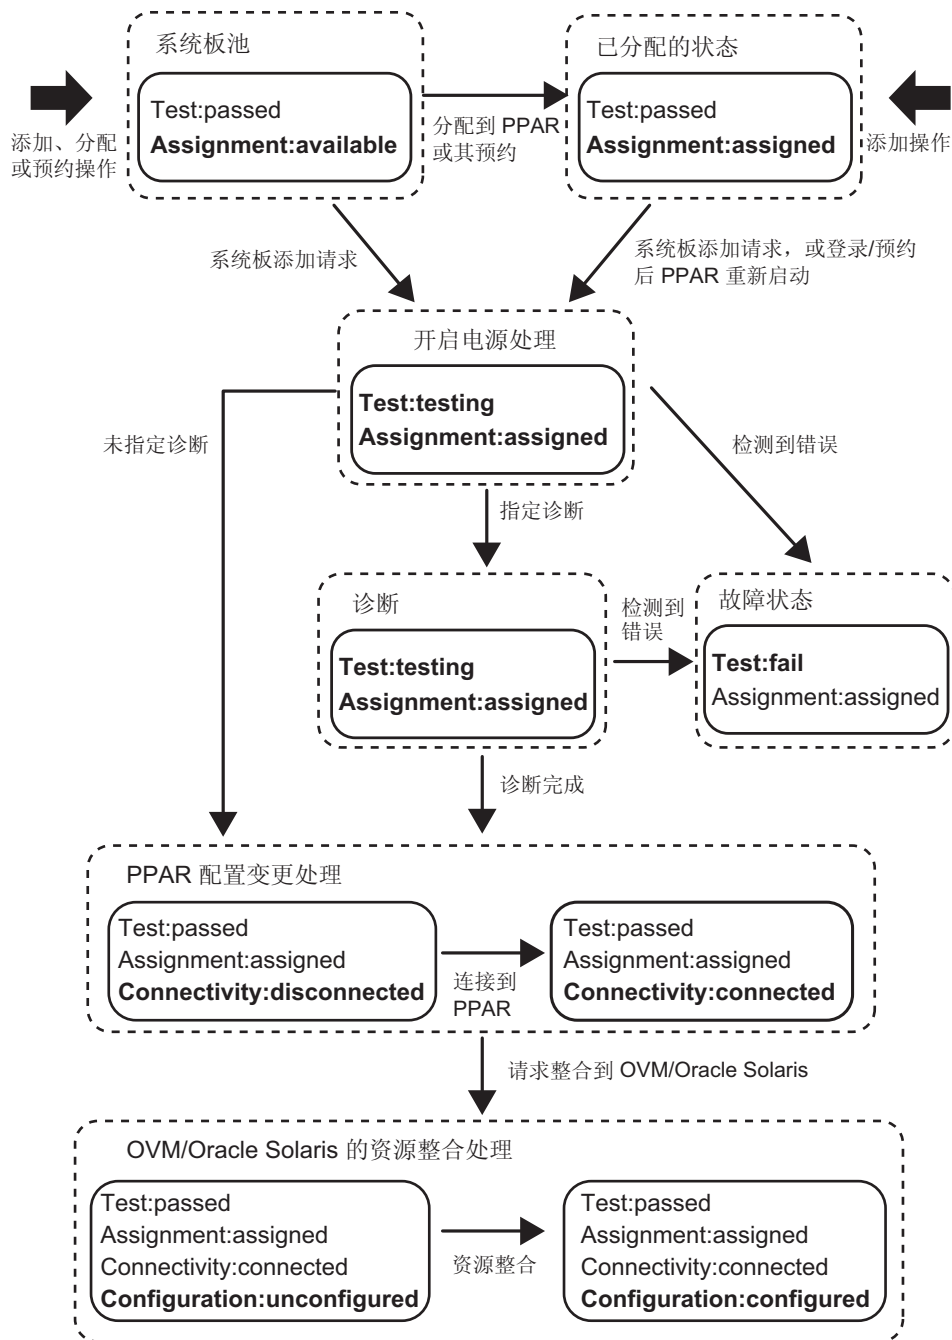 系统板池
Test:passed
Assignment:available
添加、分配
或预约操作
分配到 PPAR
或其预约
已分配的状态
Test:passed
Assignment:assigned
添加操作
系统板添加请求
系统板添加请求，或登录/预约
后 PPAR 重新启动
开启电源处理
Test:testing
Assignment:assigned
未指定诊断
检测到错误
指定诊断
诊断
Test:testing
Assignment:assigned
检测到
错误
故障状态
Test:fail
Assignment:assigned
诊断完成
PPAR 配置变更处理
Test:passed
Assignment:assigned
Connectivity:disconnected
连接到
PPAR
Test:passed
Assignment:assigned
Connectivity:connected
请求整合到 OVM/Oracle Solaris
OVM/Oracle Solaris 的资源整合处理
Test:passed
Assignment:assigned
Connectivity:connected
Configuration:unconfigured
资源整合
Test:passed
Assignment:assigned
Connectivity:connected
Configuration:configured